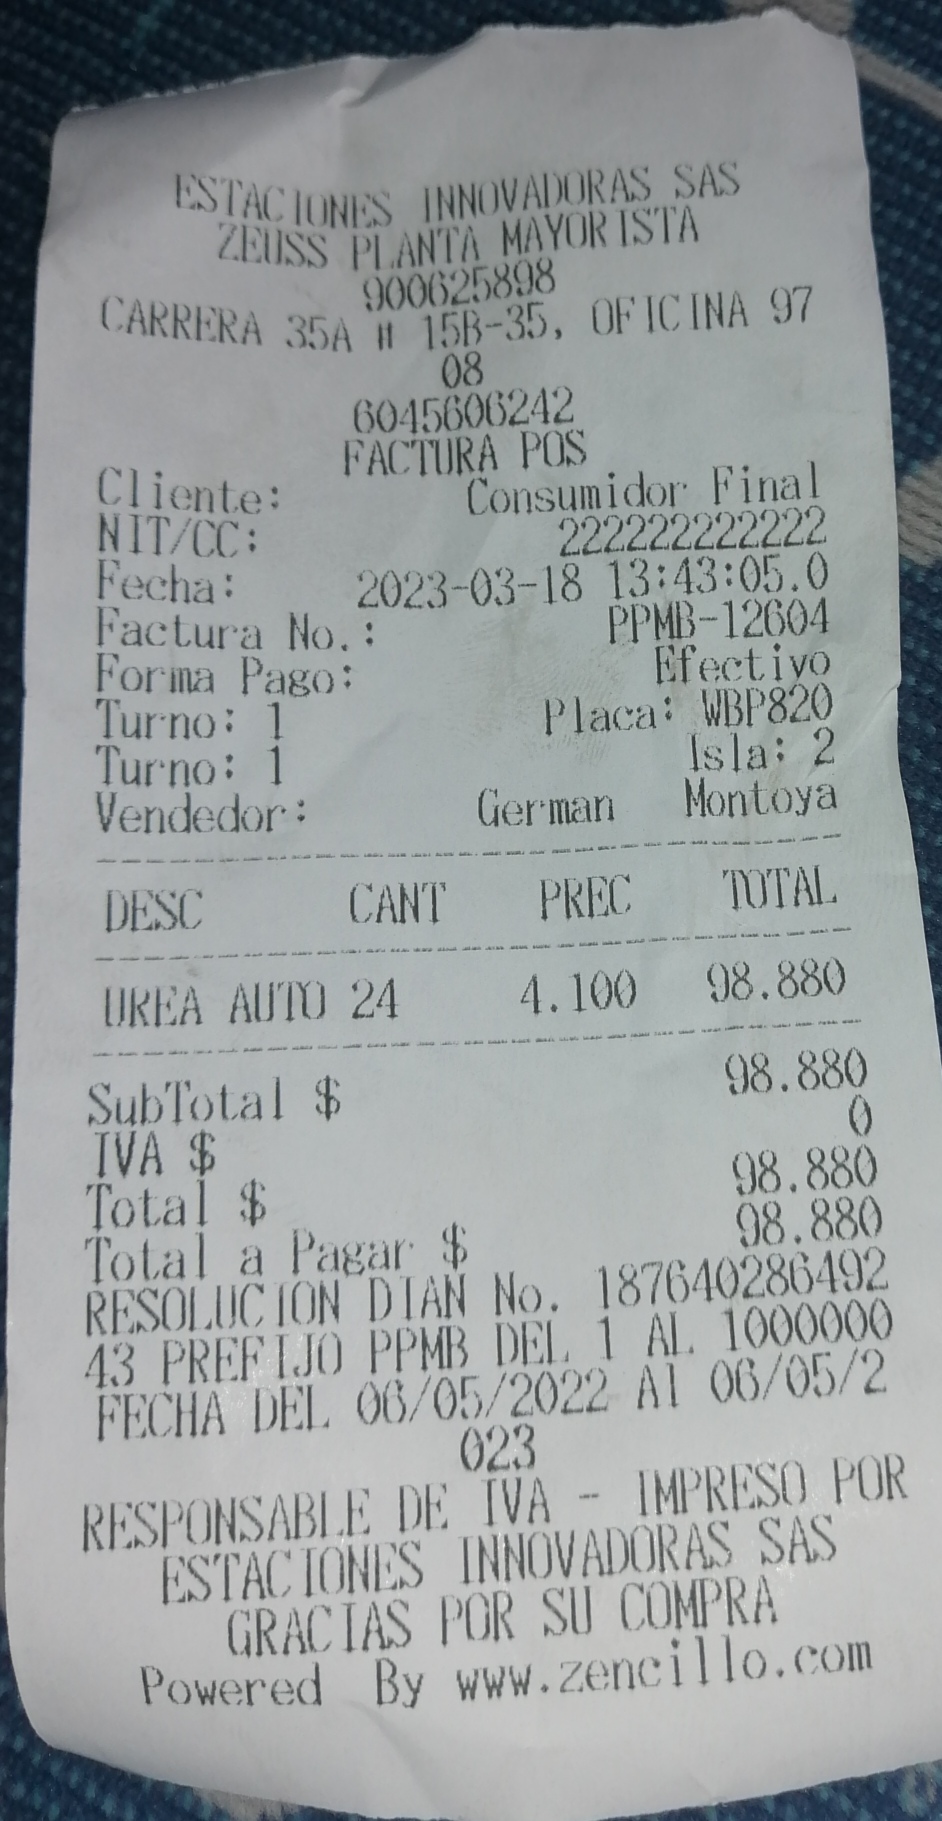 ESTACIONES INNOVADORAS SAS
ZEUSS PLANTA MAYORISTA
900625898
CARRERA 35A # 15B-35, OFICINA 97
08
6045606242
FACTURA POS
Cliente: Consumidor Final
NIT/CC: 222222222222
Fecha: 2023-03-18 13:43:05.0
Factura No.: PPMB-12604
Forma Pago: Efectivo
Turno: 1 Placa: WBP820
Turno: 1 Isla: 2
Vendedor: German Montoya
DESC CANT PREC TOTAL
UREA AUTO 24 4.100 98.880
SubTotal $ 98.880
IVA $ 0
Total $ 98.880
Total a Pagar $ 98.880
RESOLUCION DIAN No. 187640286492
43 PREFIJO PPMB DEL 1 AL 1000000
FECHA DEL 06/05/2022 Al 06/05/2
023
RESPONSABLE DE IVA - IMPRESO POR
ESTACIONES INNOVADORAS SAS
GRACIAS POR SU COMPRA
Powered By www.zencillo.com